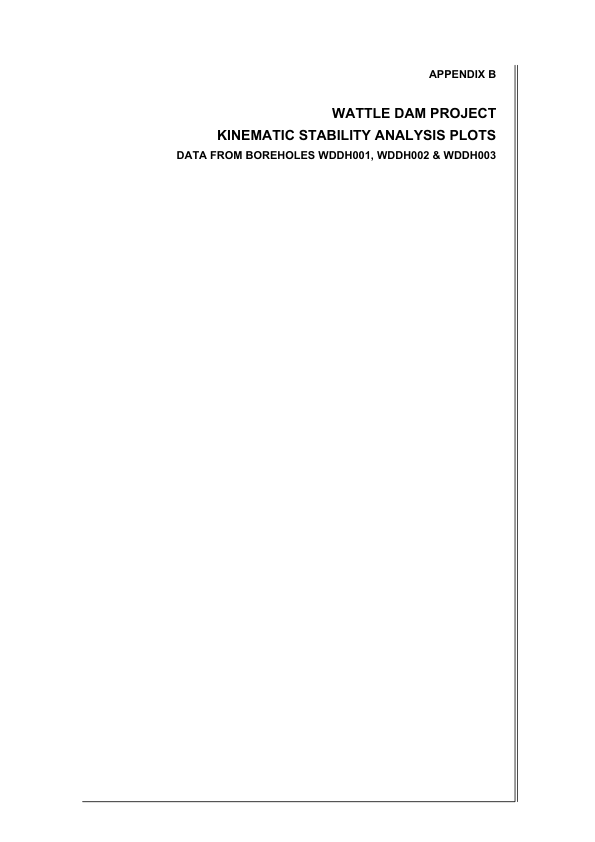 APPENDIX B
WATTLE DAM PROJECT
KINEMATIC STABILITY ANALYSIS PLOTS
DATA FROM BOREHOLES WDDH001, WDDH002 & WDDH003